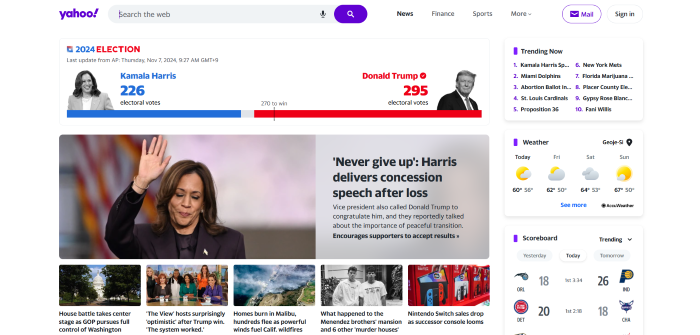 yahoo!
Search the web
News Finance Sports More Mail Sign in
2024 ELECTION
Last update from AP: Thursday, Nov 7, 2024, 9:27 AM GMT+9
Kamala Harris
226
electoral votes
Donald Trump
295
electoral votes
270 to win
'Never give up': Harris
delivers concession
speech after loss
Vice president also called Donald Trump to
congratulate him, and they reportedly talked
about the importance of peaceful transition.
Encourages supporters to accept results »
House battle takes center
stage as GOP pursues full
control of Washington
'The View' hosts surprisingly
'optimistic' after Trump win.
'The system worked.'
Homes burn in Malibu,
hundreds flee as powerful
winds fuel Calif. wildfires
What happened to the
Menendez brothers' mansion
and 6 other 'murder houses'
Nintendo Switch sales drop
as successor console looms
Trending Now
1. Kamala Harris Sp...
2. Miami Dolphins
3. Abortion Ballot In...
4. St. Louis Cardinals
5. Proposition 36
6. New York Mets
7. Florida Marijuana ...
8. Placer County Ele...
9. Gypsy Rose Blanc...
10. Fani Willis
Weather
Geoje-Si
Today Fri Sat Sun
60° 56° 62° 50° 64° 53° 67° 50°
See more AccuWeather
Scoreboard
Trending
Yesterday Today Tomorrow
ORL 18 1st 3:34 26 IND
DET 20 1st 2:18 18 CHA